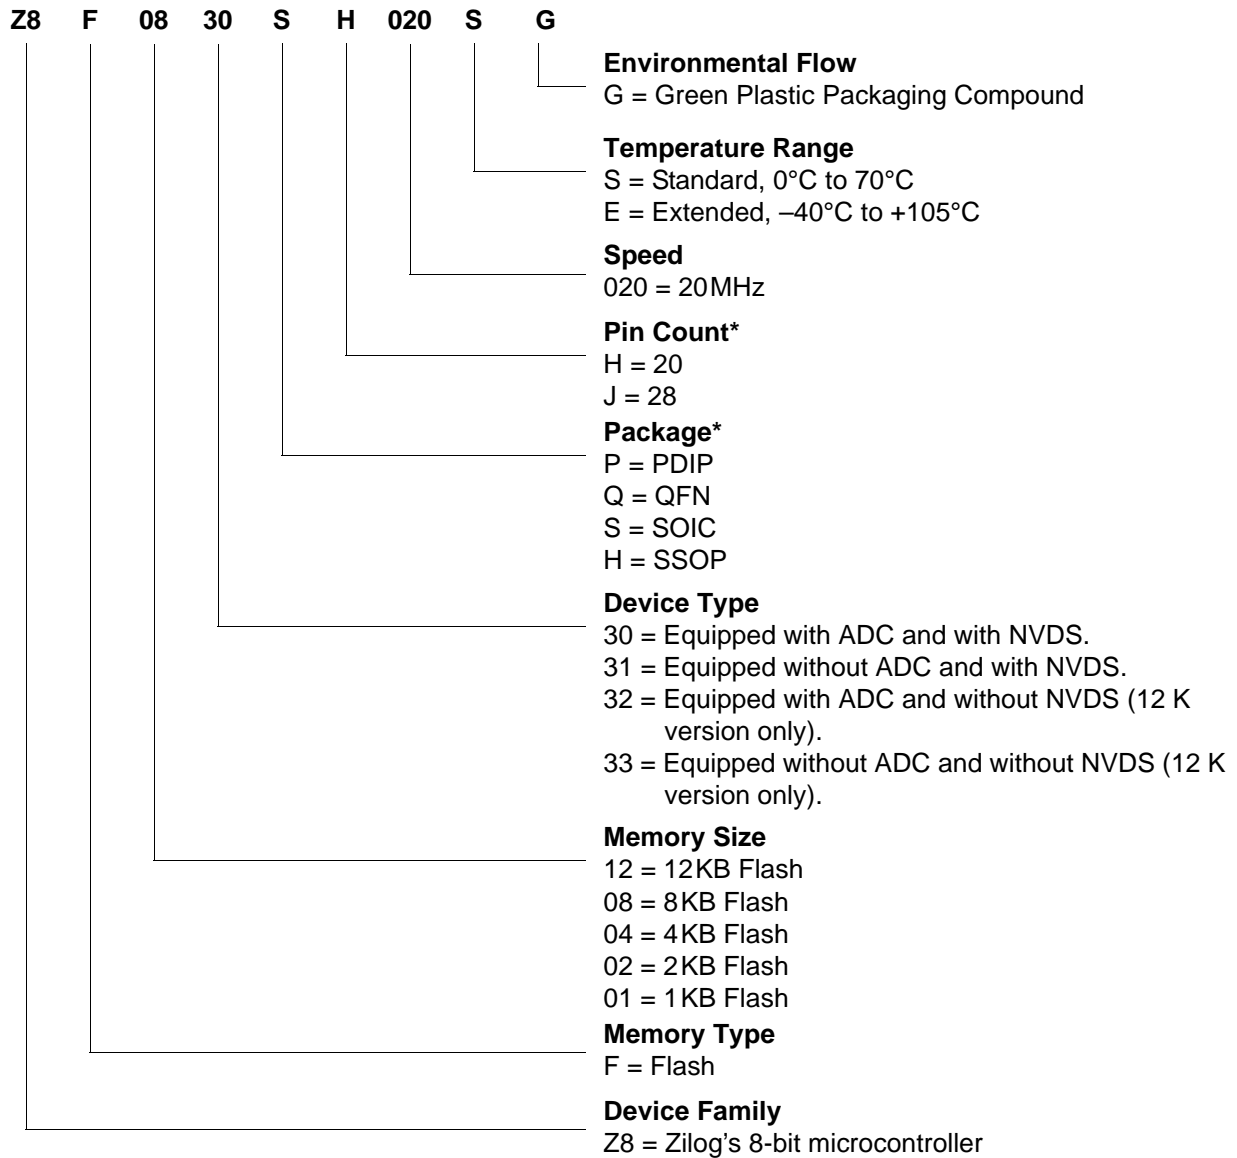 Z8 F 08 30 S H 020 S G
Environmental Flow
G = Green Plastic Packaging Compound
Temperature Range
S = Standard, 0°C to 70°C
E = Extended, –40°C to +105°C
Speed
020 = 20MHz
Pin Count*
H = 20
J = 28
Package*
P = PDIP
Q = QFN
S = SOIC
H = SSOP
Device Type
30 = Equipped with ADC and with NVDS.
31 = Equipped without ADC and with NVDS.
32 = Equipped with ADC and without NVDS (12 K
version only).
33 = Equipped without ADC and without NVDS (12 K
version only).
Memory Size
12 = 12KB Flash
08 = 8KB Flash
04 = 4KB Flash
02 = 2KB Flash
01 = 1KB Flash
Memory Type
F = Flash
Device Family
Z8 = Zilog's 8-bit microcontroller